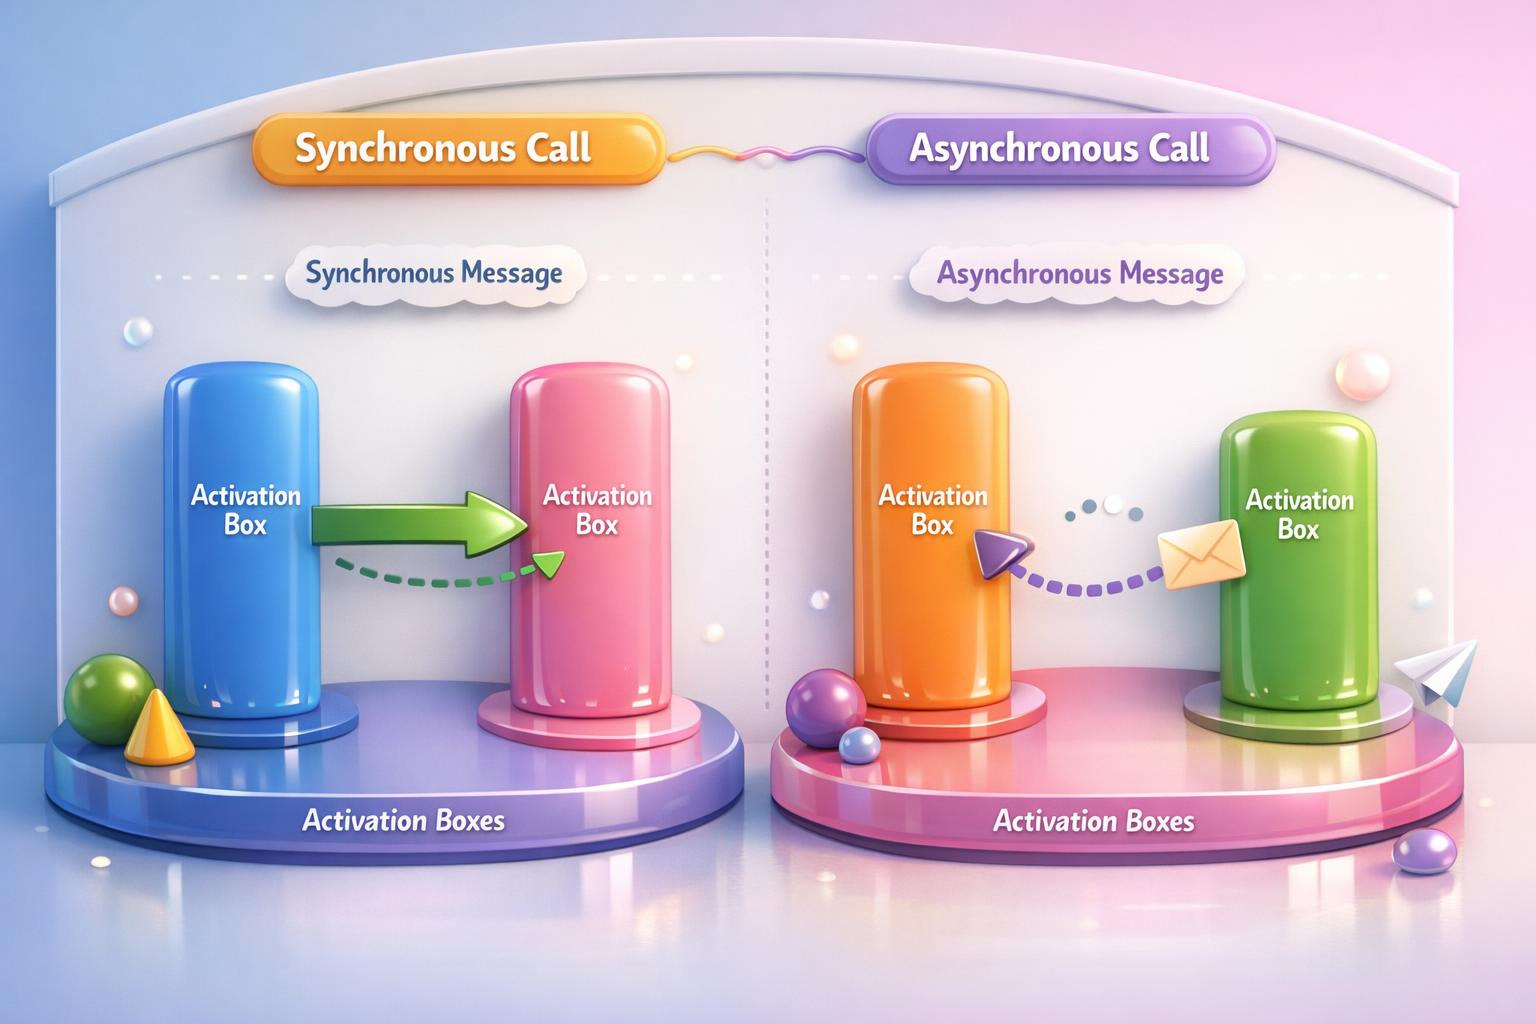 Synchronous Call
Asynchronous Call
Synchronous Message
Asynchronous Message
Activation
Box
Activation
Box
Activation
Box
Activation
Box
Activation Boxes
Activation Boxes